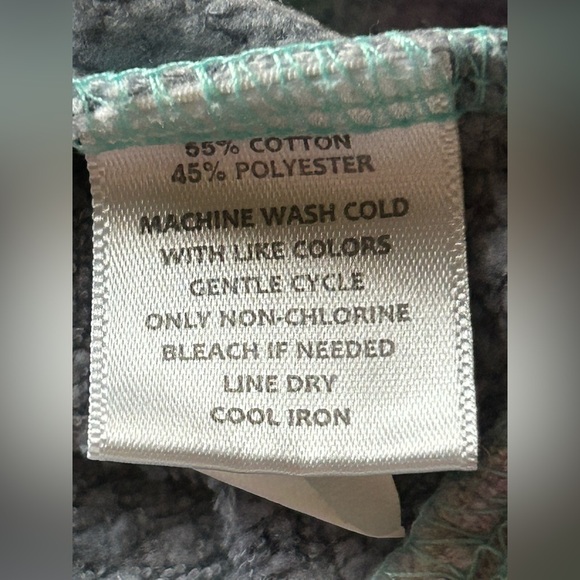 55% COTTON
45% POLYESTER
MACHINE WASH COLD
WITH LIKE COLORS
GENTLE CYCLE
ONLY NON-CHLORINE
BLEACH IF NEEDED
LINE DRY
COOL IRON